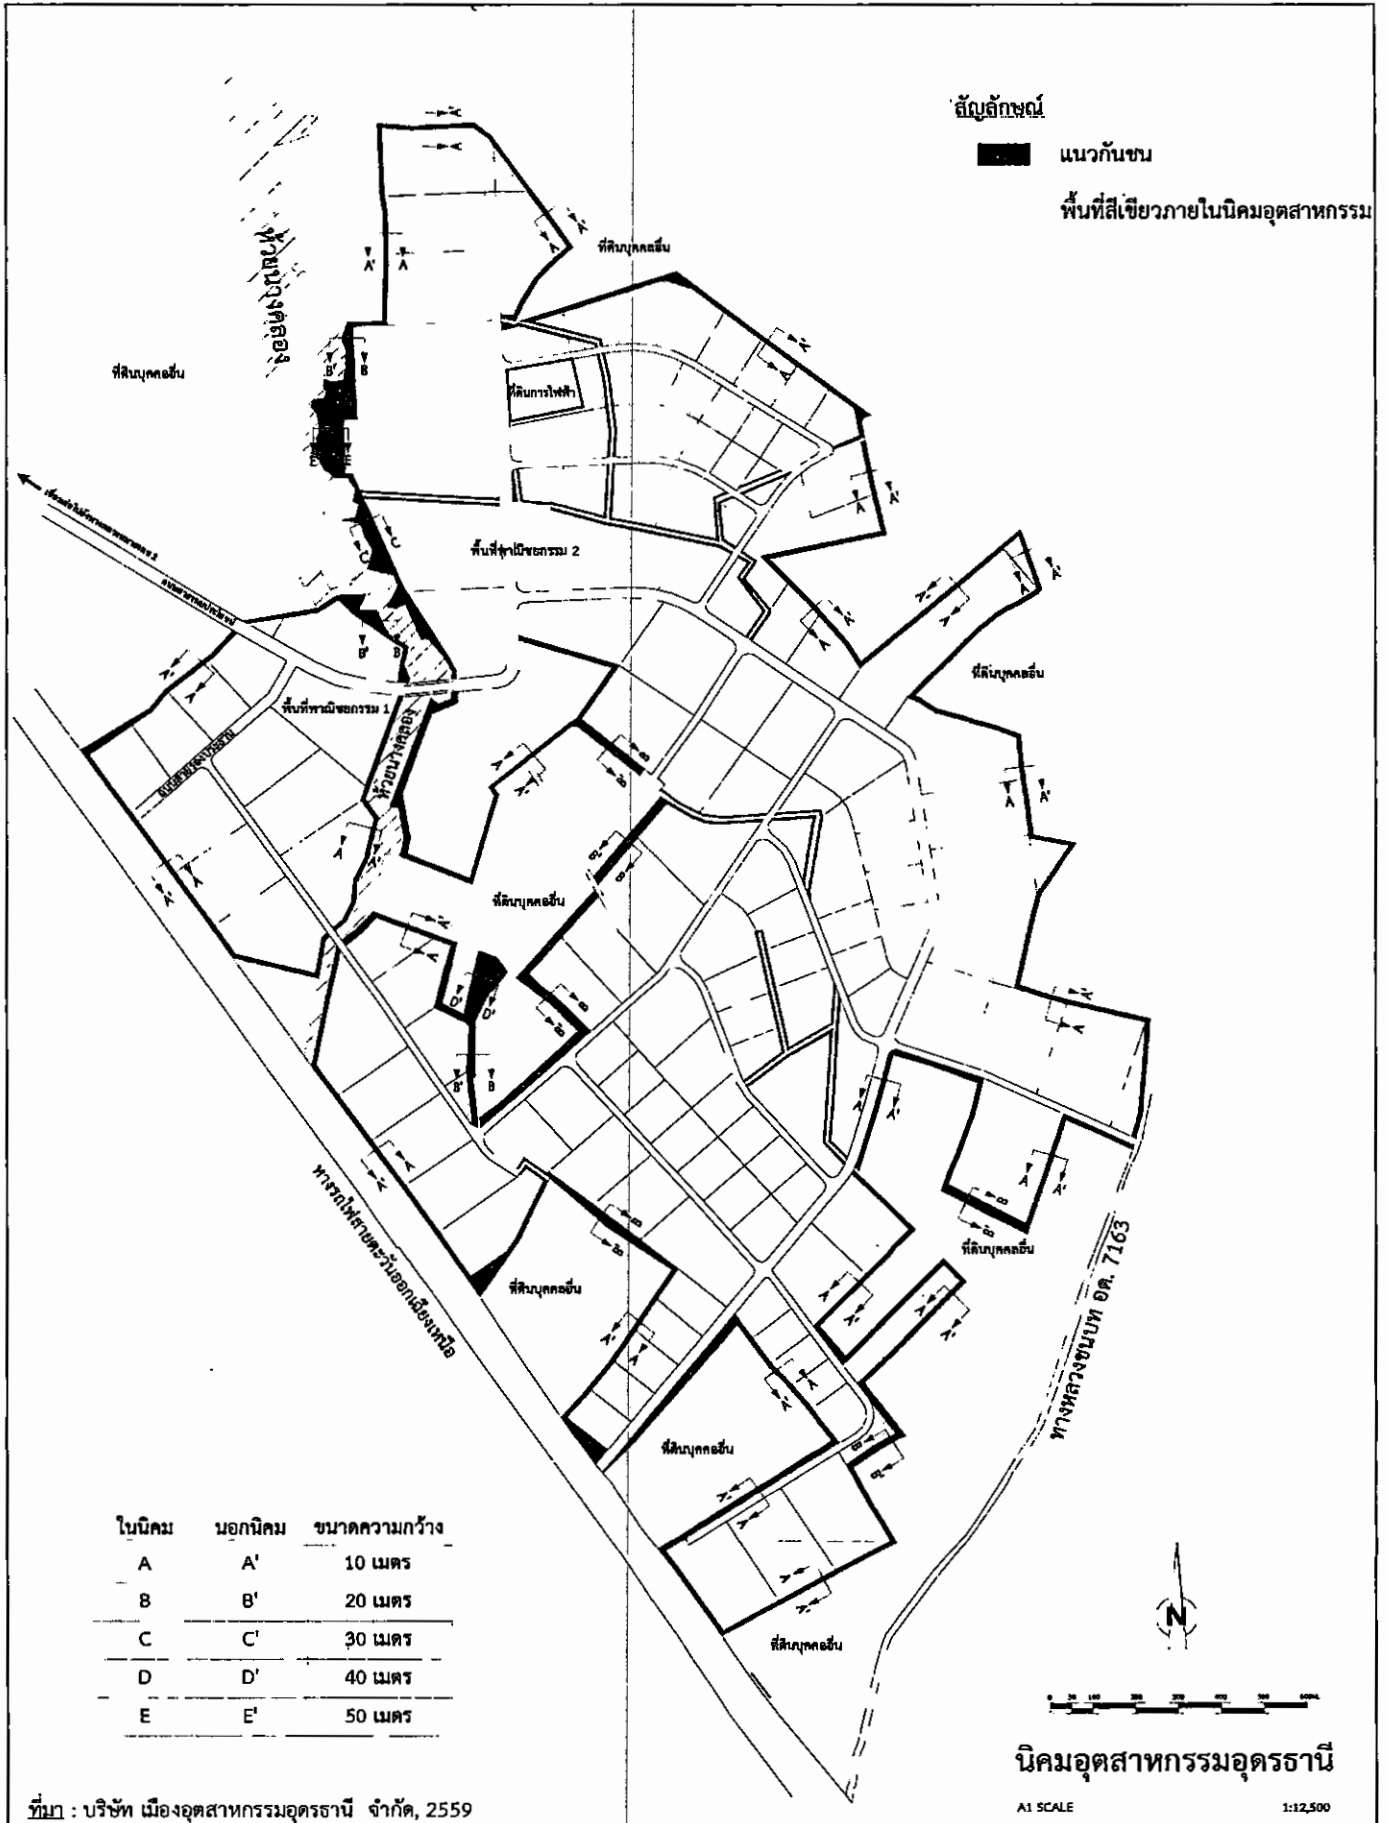 สัญลักษณ์
แนวกันชน
พื้นที่สีเขียวภายในนิคมอุตสาหกรรม
ที่ดินบุคคลอื่น
ห้วยนางคลอง
ที่ดินบุคคลอื่น
ที่ดินการไฟฟ้า
พื้นที่พาณิชยกรรม 2
ที่ดินบุคคลอื่น
พื้นที่พาณิชยกรรม 1
ห้วยนางคลอง
ที่ดินบุคคลอื่น
ทางรถไฟสายตะวันออกเฉียงเหนือ
ที่ดินบุคคลอื่น
ที่ดินบุคคลอื่น
ทางหลวงชนบท อด. 7163
ที่ดินบุคคลอื่น
ที่ดินบุคคลอื่น
ในนิคม นอกนิคม ขนาดความกว้าง
A A' 10 เมตร
B B' 20 เมตร
C C' 30 เมตร
D D' 40 เมตร
E E' 50 เมตร
N
นิคมอุตสาหกรรมอุดรธานี
A1 SCALE 1:12,500
ที่มา : บริษัท เมืองอุตสาหกรรมอุดรธานี จำกัด, 2559